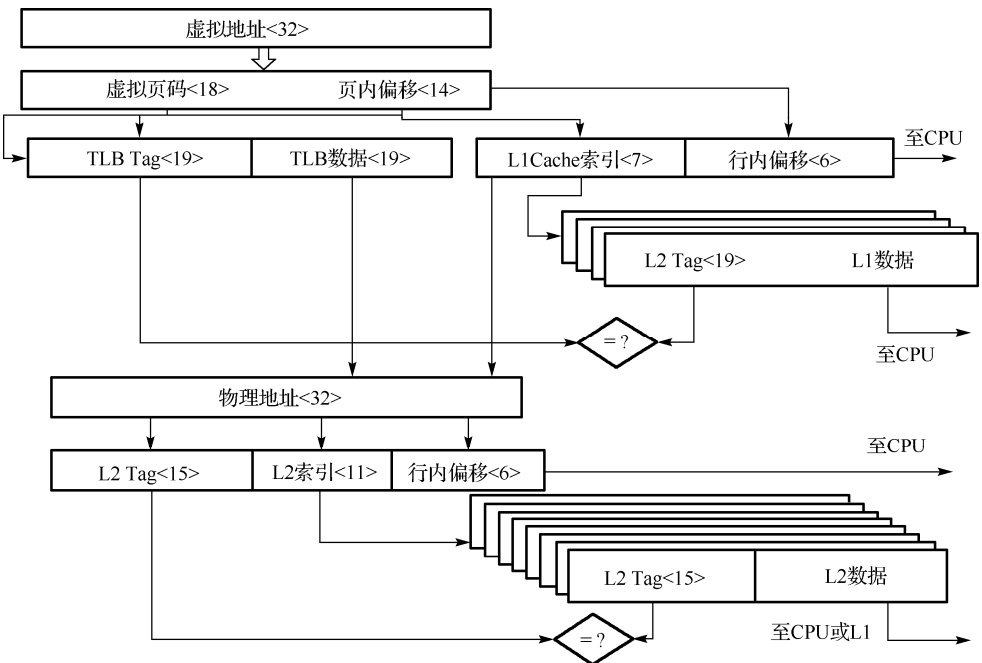 虚拟地址<32>
虚拟页码<18> 页内偏移<14>
TLB Tag<19> TLB数据<19> L1Cache索引<7> 行内偏移<6> 至CPU
L2 Tag<19> L1数据
= ?
至CPU
物理地址<32>
至CPU
L2 Tag<15> L2索引<11> 行内偏移<6>
L2 Tag<15> L2数据
至CPU或L1
= ?